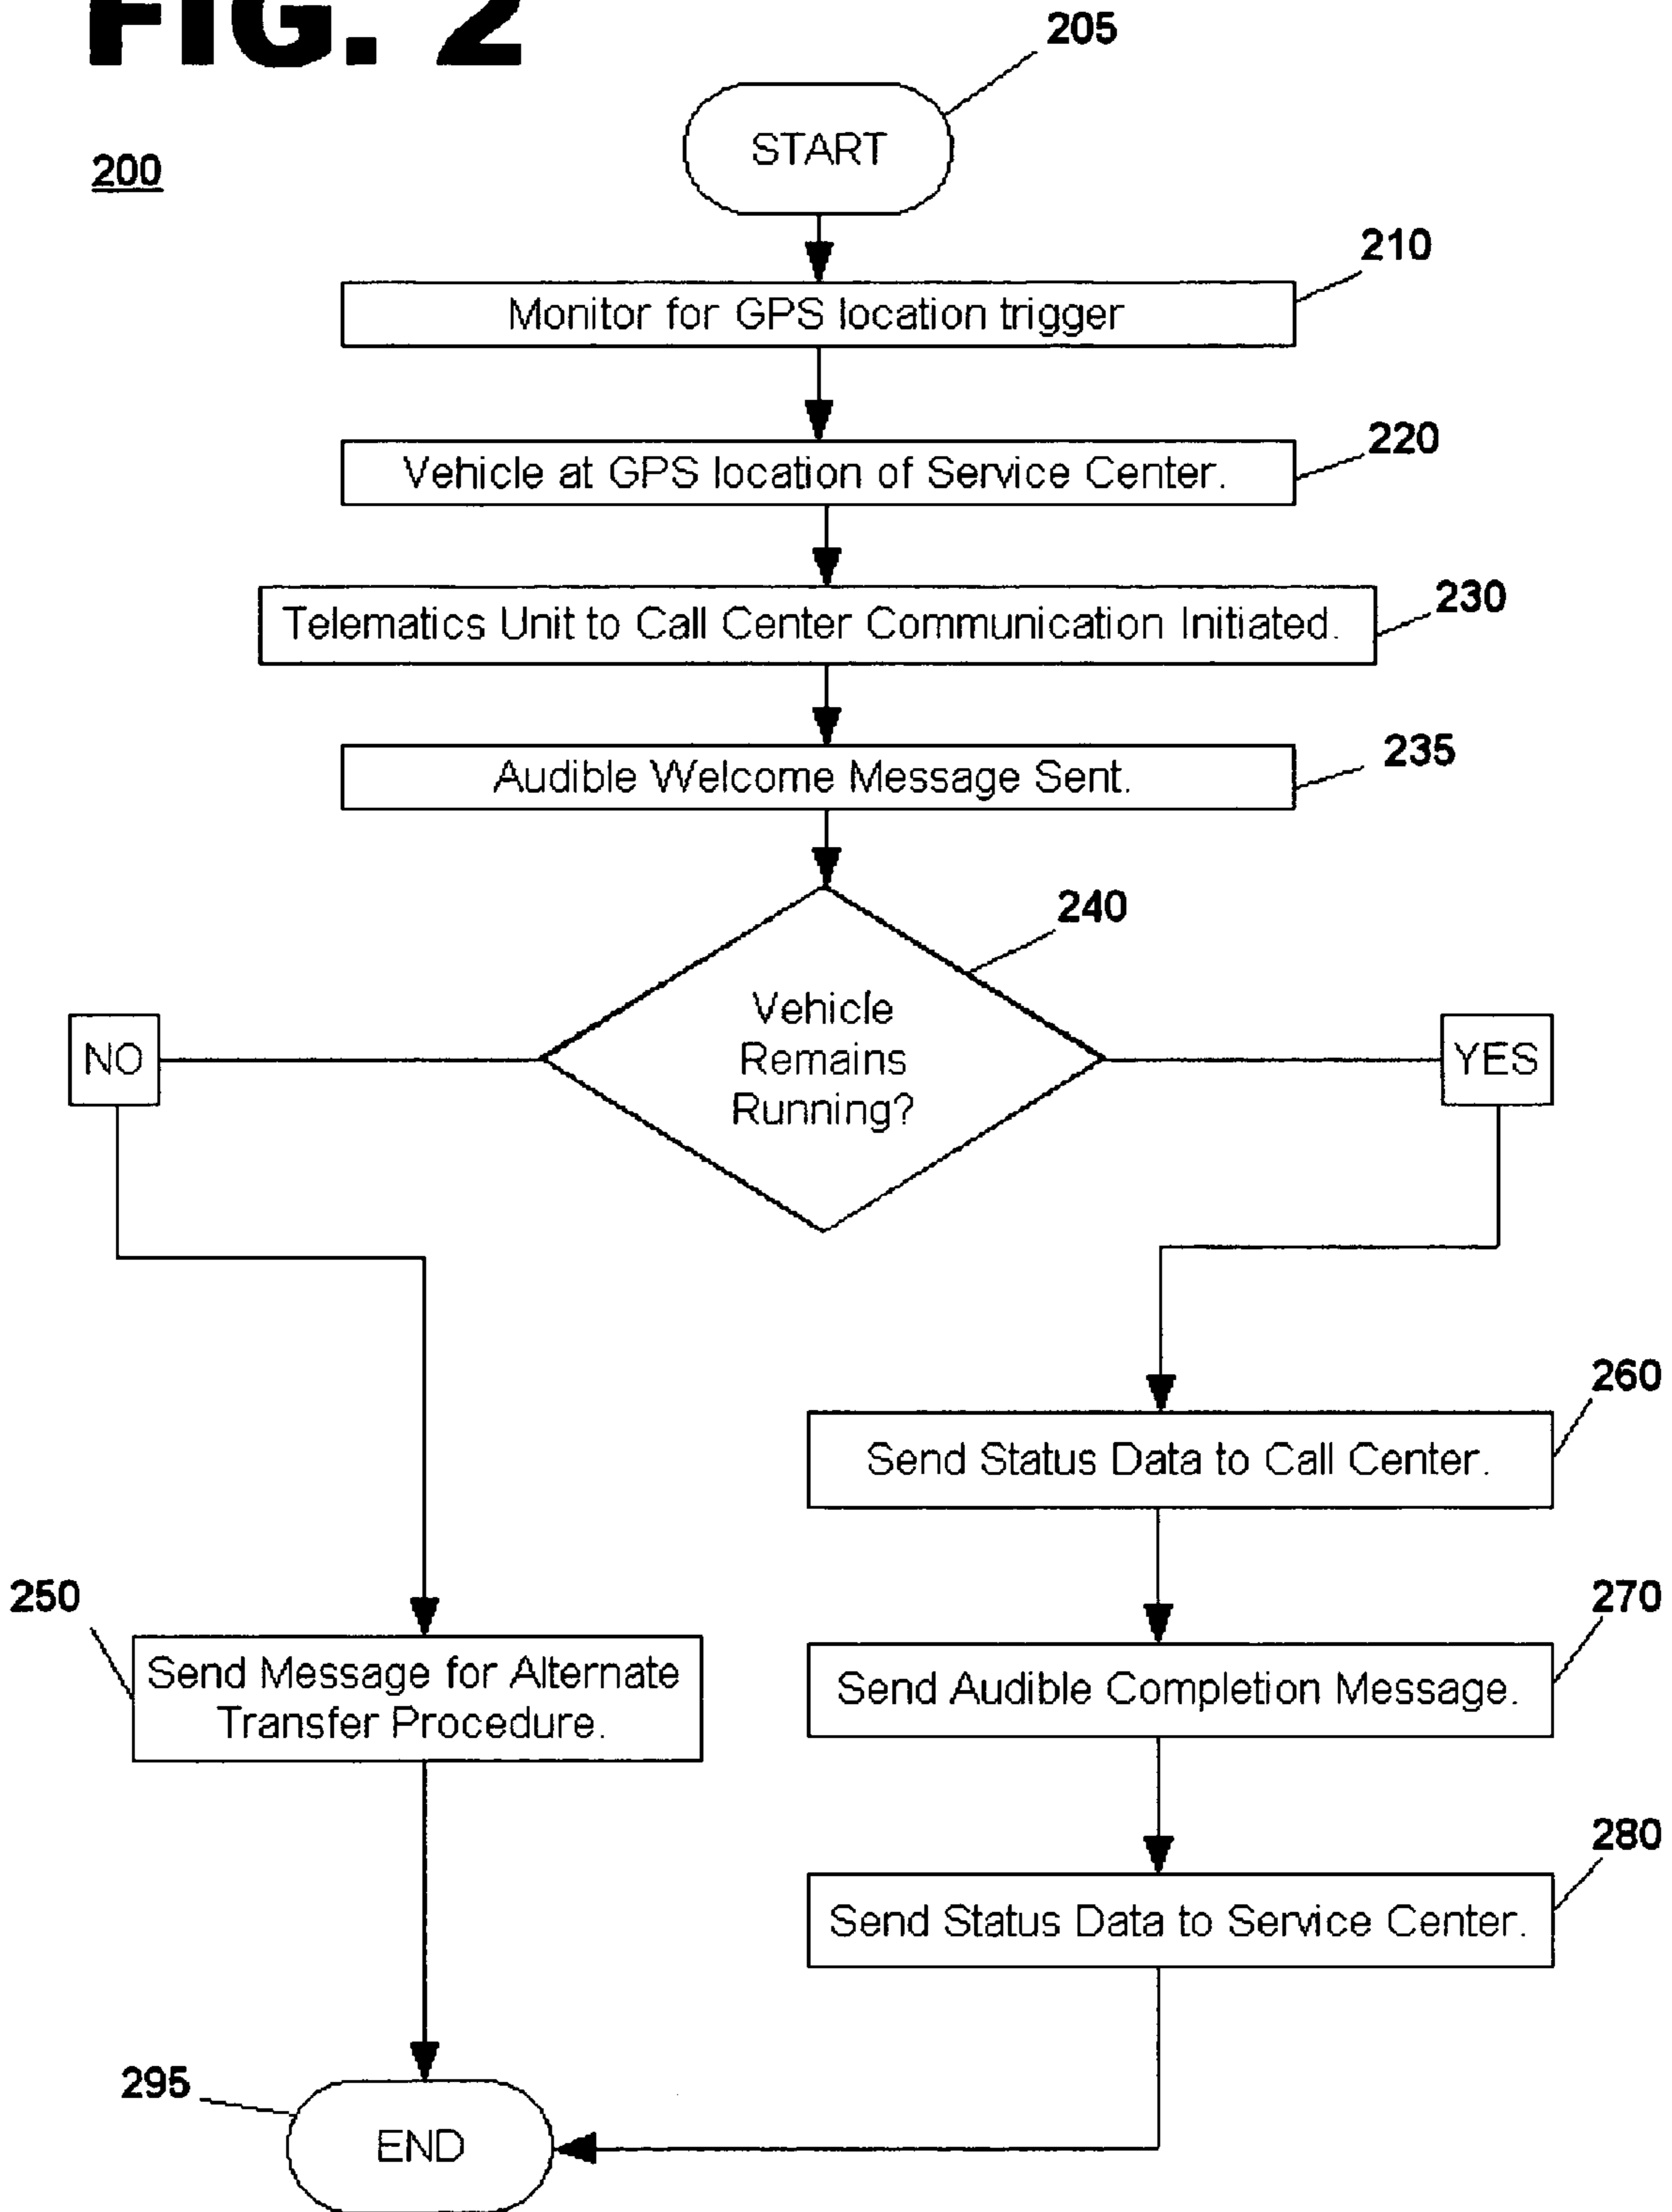 FIG. 2
205
START
200
210
Monitor for GPS location trigger
220
Vehicle at GPS location of Service Center.
230
Telematics Unit to Call Center Communication Initiated.
235
Audible Welcome Message Sent.
240
Vehicle
Remains
Running?
NO
YES
260
Send Status Data to Call Center.
250
270
Send Message for Alternate
Transfer Procedure.
Send Audible Completion Message.
280
Send Status Data to Service Center.
295
END